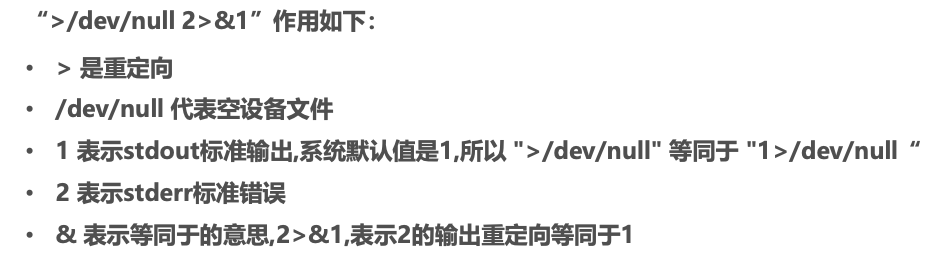 “>/dev/null 2>&1”作用如下：
• > 是重定向
• /dev/null 代表空设备文件
• 1 表示stdout标准输出,系统默认值是1,所以 ">/dev/null" 等同于 "1>/dev/null“
• 2 表示stderr标准错误
• & 表示等同于的意思,2>&1,表示2的输出重定向等同于1